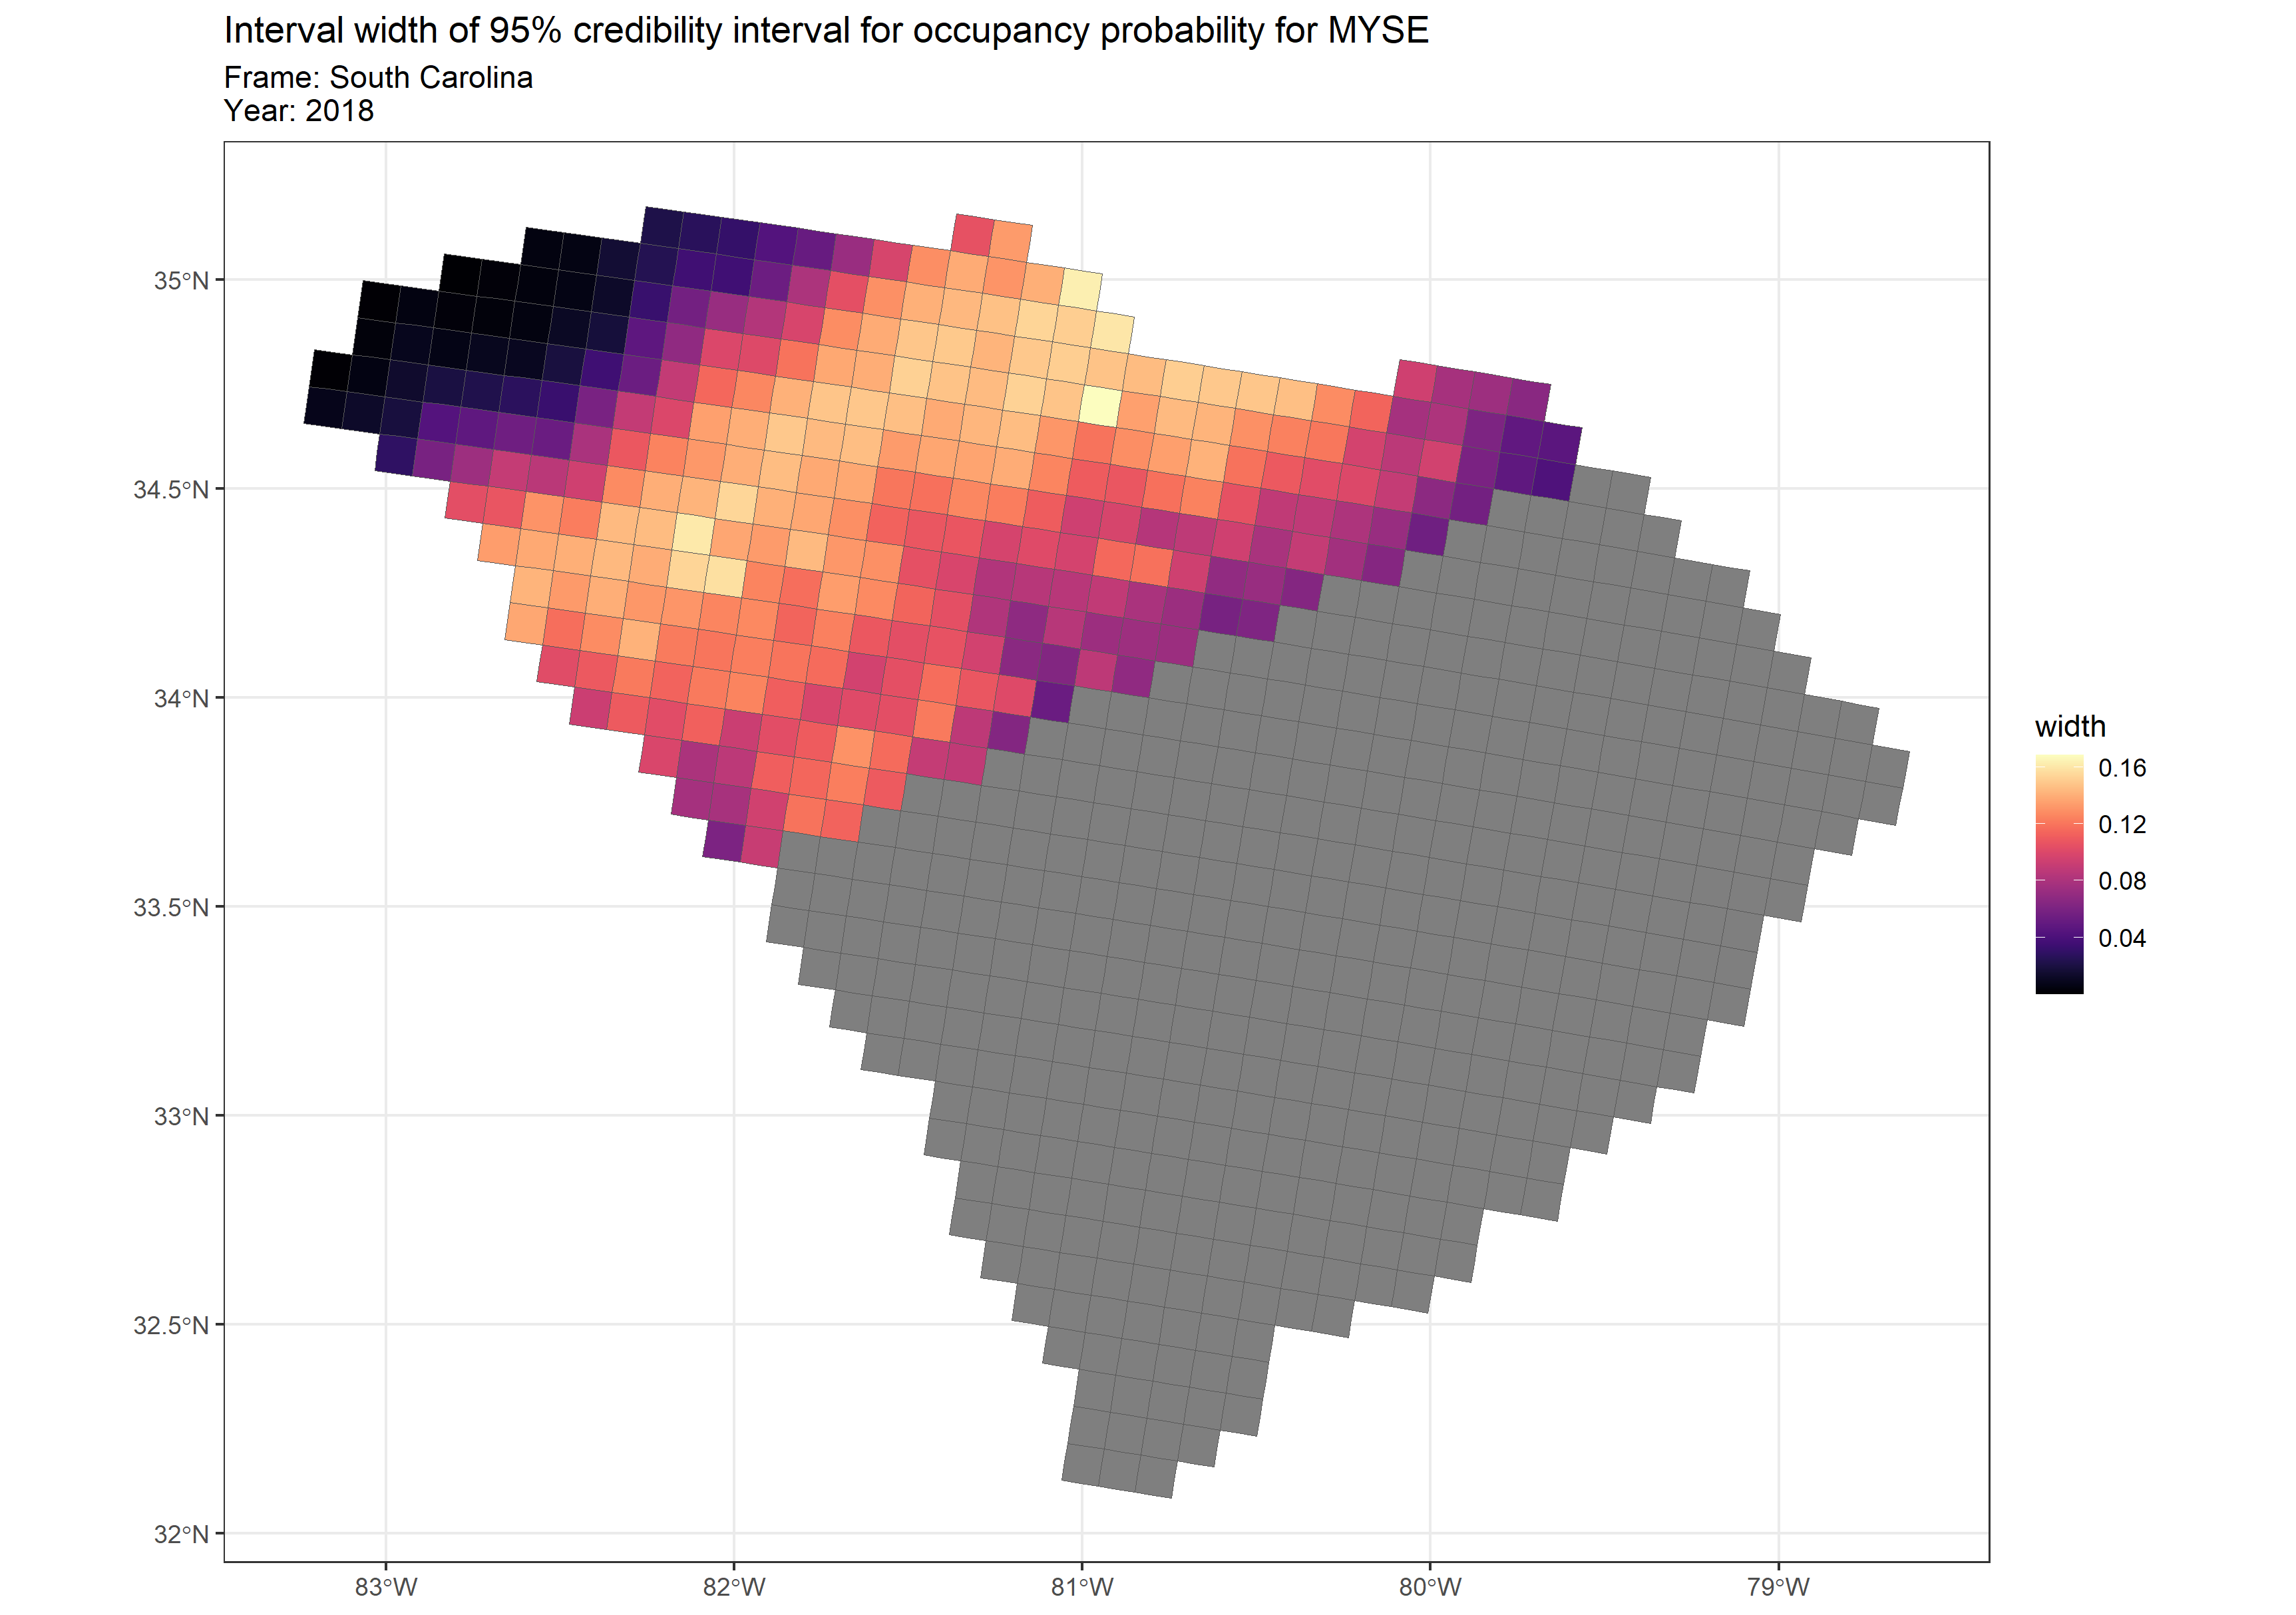 Interval width of 95% credibility interval for occupancy probability for MYSE
Frame: South Carolina
Year: 2018
35°N
34.5°N
34°N
33.5°N
33°N
32.5°N
32°N
83°W
82°W
81°W
80°W
79°W
width
0.16
0.12
0.08
0.04